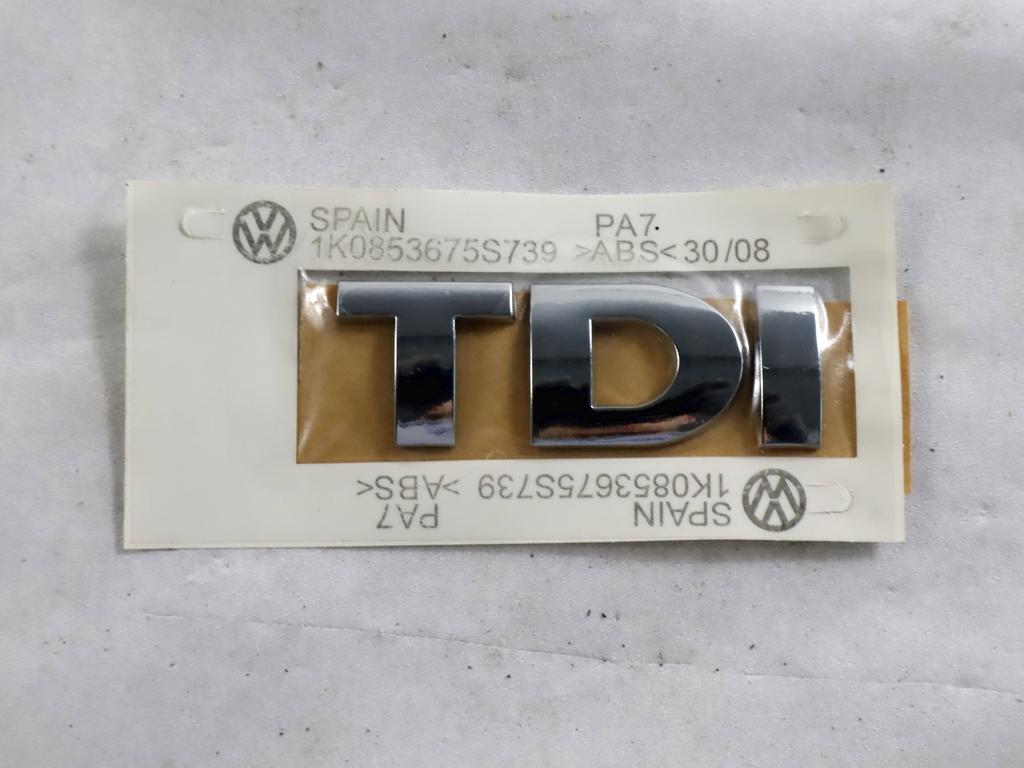 SPAIN PA7.
1K0853675S739 >ABS< 30/08
TDI
1K0853675S739 >ABS<
SPAIN PA7